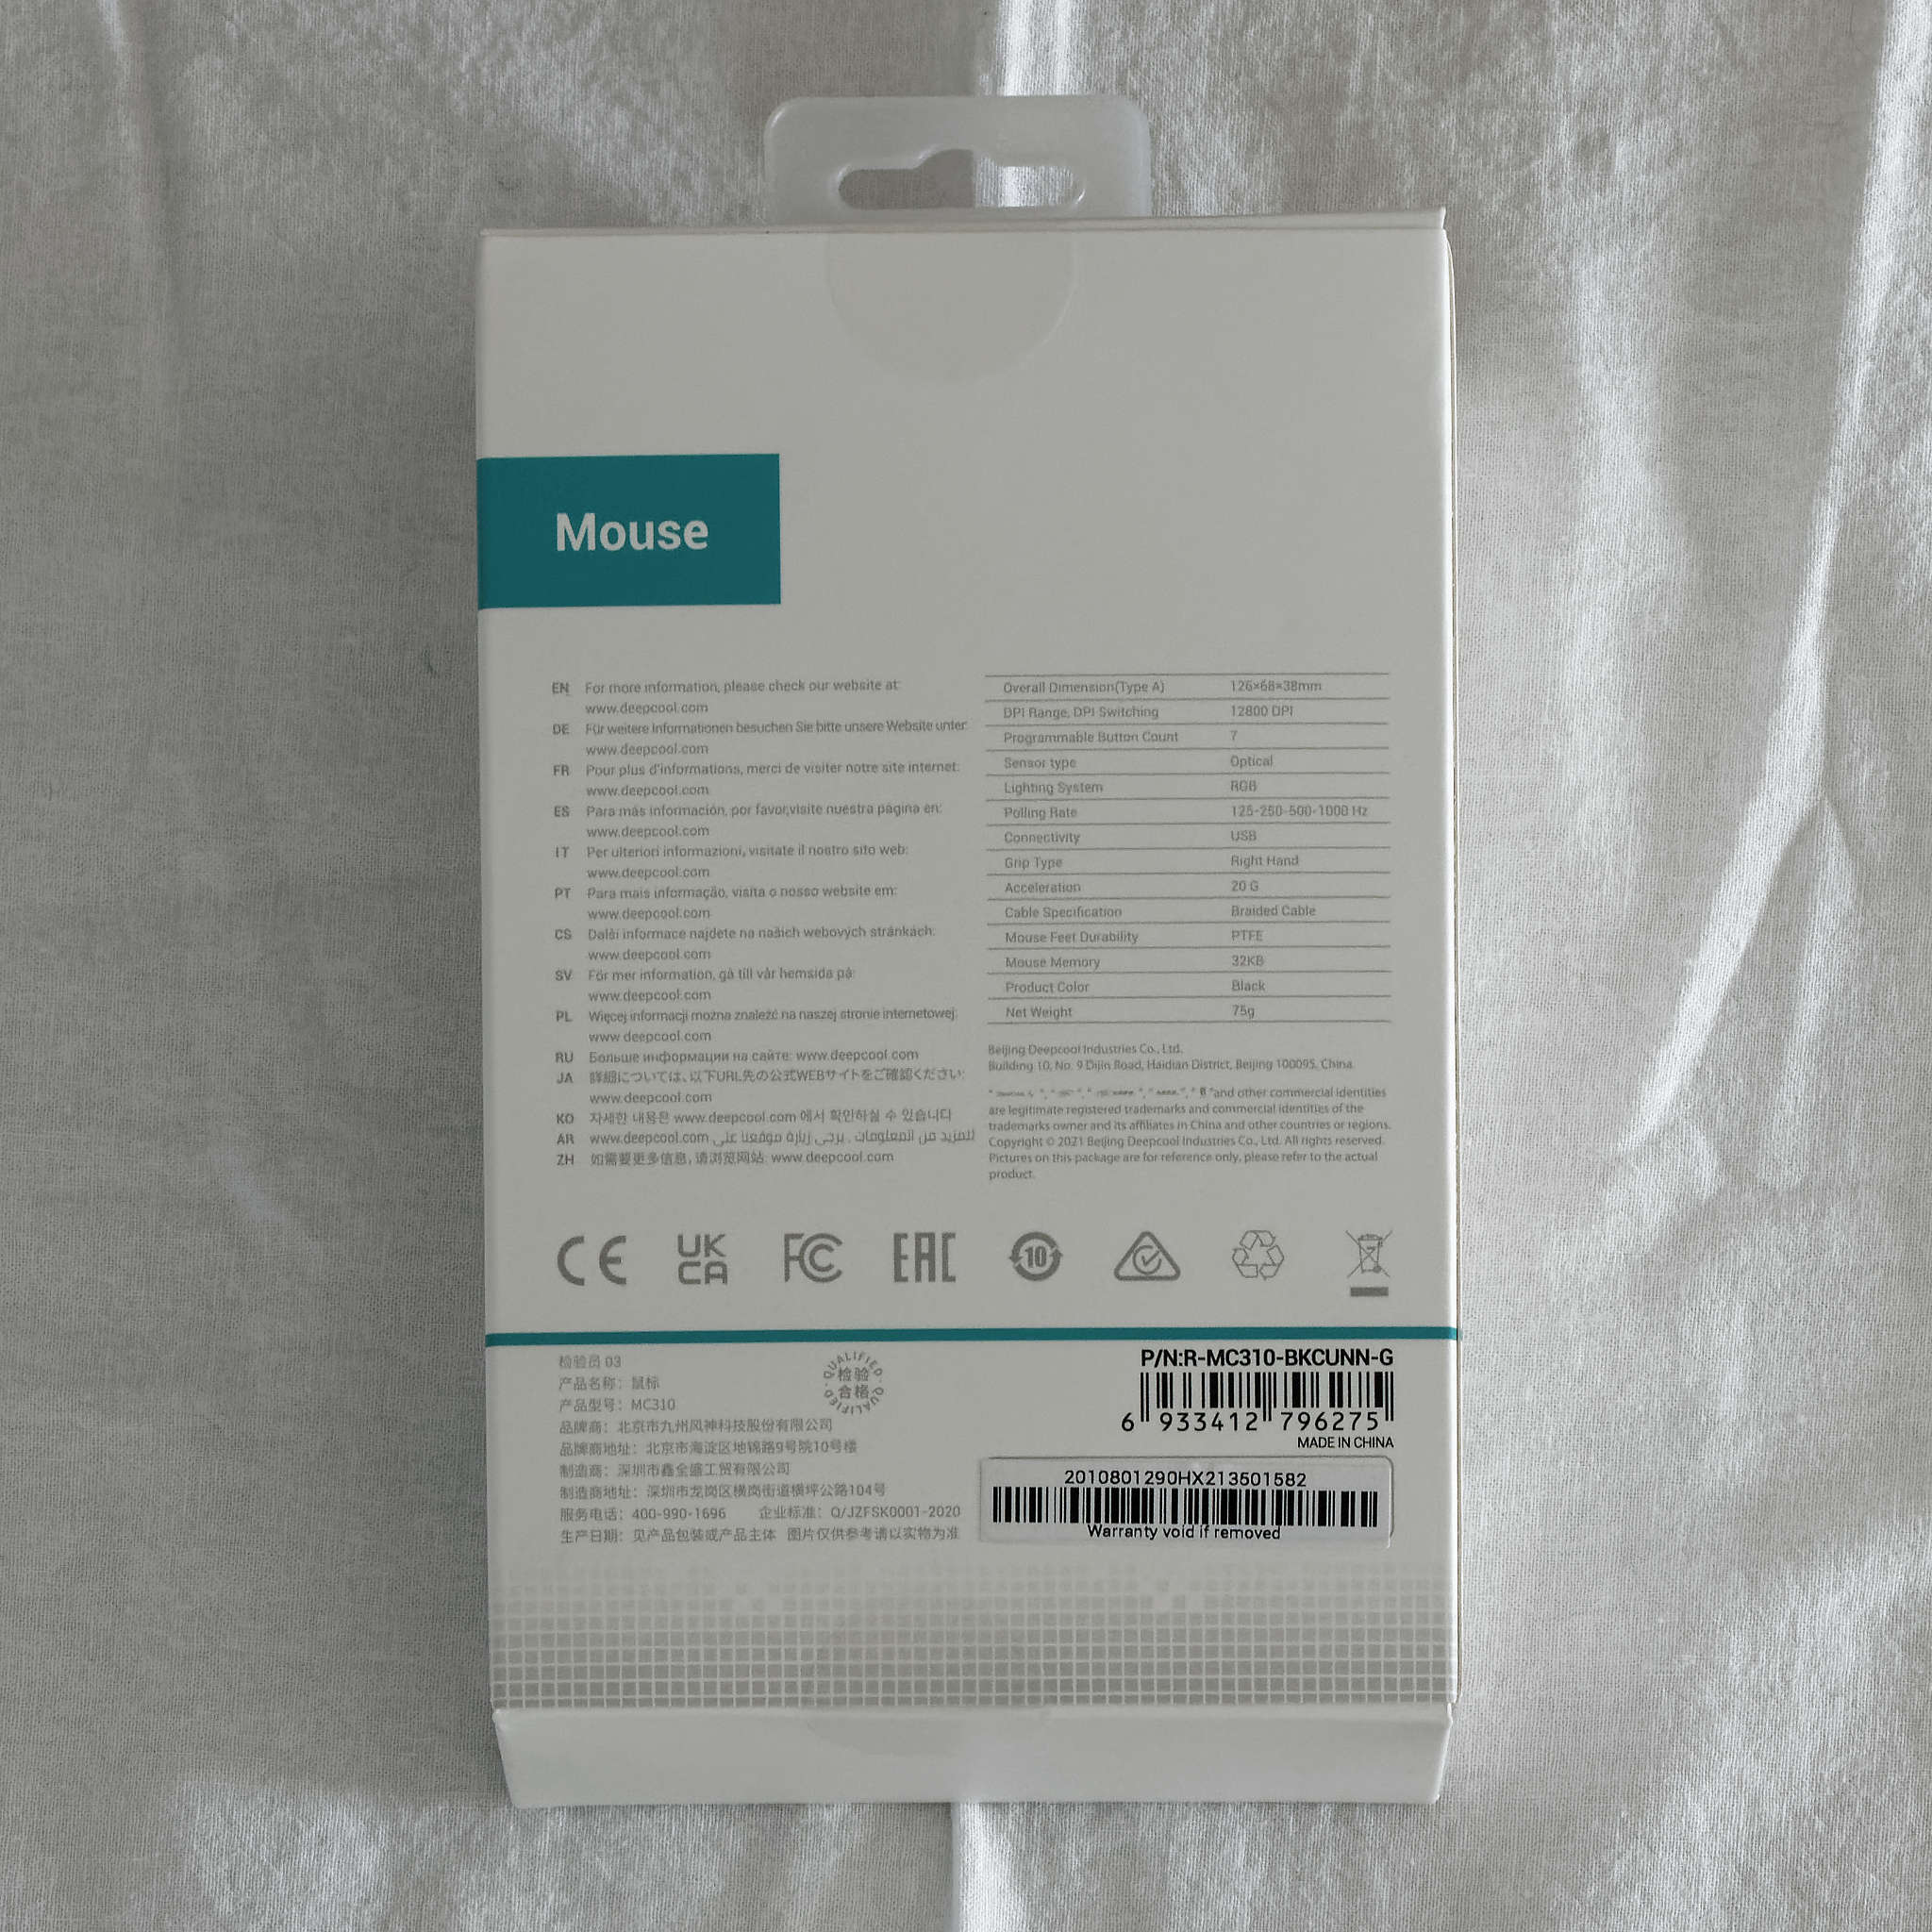 Mouse
EN For more information, please check our website at:
www.deepcool.com
DE Für weitere Informationen besuchen Sie bitte unsere Website unter:
www.deepcool.com
FR Pour plus d'informations, merci de visiter notre site internet:
www.deepcool.com
ES Para más información, por favor,visite nuestra pagina en:
www.deepcool.com
IT Per ulteriori informazioni, visitate il nostro sito web:
www.deepcool.com
PT Para mais informação, visita o nosso website em:
www.deepcool.com
CS Další informace najdete na našich webových stránkách:
www.deepcool.com
SV För mer information, gå till vår hemsida på:
www.deepcool.com
PL Więcej informacji można znaleźć na naszej stronie internetowej:
www.deepcool.com
RU Больше информации на сайте: www.deepcool.com
JA 詳細については、以下URL先の公式WEBサイトをご確認ください:
www.deepcool.com
KO 자세한 내용은 www.deepcool.com 에서 확인하실 수 있습니다
AR للمزيد من المعلومات , يرجى زيارة موقعنا على www.deepcool.com
ZH 如需要更多信息, 请浏览网站: www.deepcool.com
Overall Dimension(Type A) 126×68×38mm
DPI Range, DPI Switching 12800 DPI
Programmable Button Count 7
Sensor type Optical
Lighting System RGB
Polling Rate 125-250-500-1000 Hz
Connectivity USB
Grip Type Right Hand
Acceleration 20 G
Cable Specification Braided Cable
Mouse Feet Durability PTFE
Mouse Memory 32KB
Product Color Black
Net Weight 75g
Beijing Deepcool Industries Co., Ltd.
Building 10, No. 9 Dijin Road, Haidian District, Beijing 100095, China.
"and other commercial identities
are legitimate registered trademarks and commercial identities of the
trademarks owner and its affiliates in China and other countries or regions.
Copyright © 2021 Beijing Deepcool Industries Co., Ltd. All rights reserved.
Pictures on this package are for reference only, please refer to the actual
product.
CE UK CA FC EAC 10
检验员 03
产品名称：鼠标
产品型号：MC310
品牌商：北京市九州风神科技股份有限公司
品牌商地址：北京市海淀区地锦路9号院10号楼
制造商：深圳市鑫全盛工贸有限公司
制造商地址：深圳市龙岗区横岗街道横坪公路104号
服务电话：400-990-1696 企业标准：Q/JZFSK0001-2020
生产日期：见产品包装或产品主体 图片仅供参考请以实物为准
QUALIFIED
检验
合格
QUALIFIED
P/N:R-MC310-BKCUNN-G
6 933412 796275
MADE IN CHINA
2010801290HX213501582
Warranty void if removed